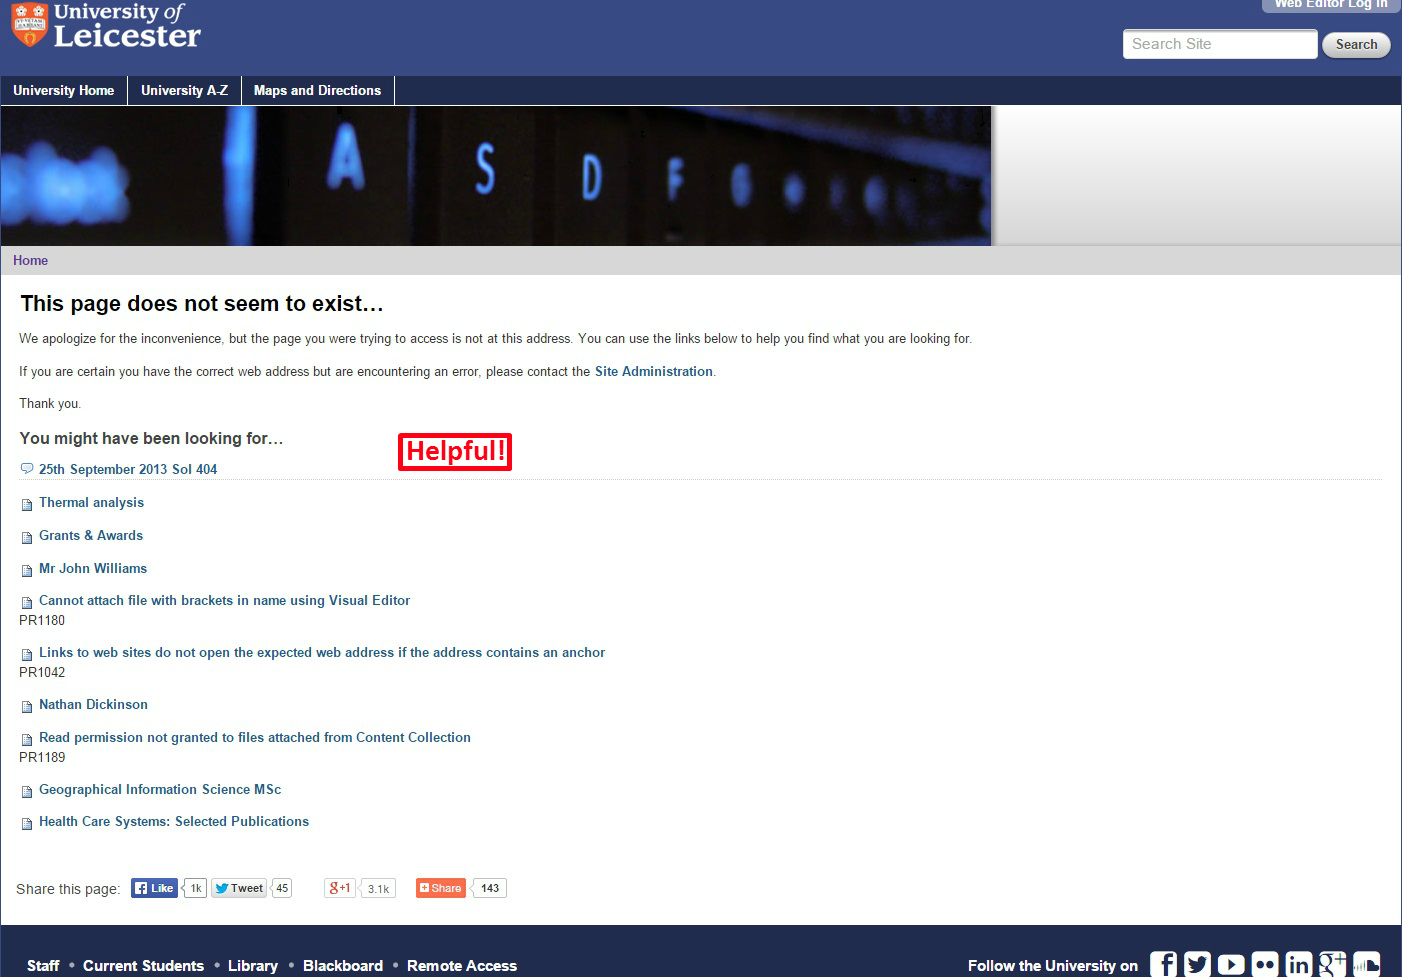 Web Editor Log In
University of
Leicester
Search Site
Search
University Home
University A-Z
Maps and Directions
A S D F
Home
This page does not seem to exist…
We apologize for the inconvenience, but the page you were trying to access is not at this address. You can use the links below to help you find what you are looking for.
If you are certain you have the correct web address but are encountering an error, please contact the Site Administration.
Thank you.
You might have been looking for…
Helpful!
25th September 2013 Sol 404
Thermal analysis
Grants & Awards
Mr John Williams
Cannot attach file with brackets in name using Visual Editor
PR1180
Links to web sites do not open the expected web address if the address contains an anchor
PR1042
Nathan Dickinson
Read permission not granted to files attached from Content Collection
PR1189
Geographical Information Science MSc
Health Care Systems: Selected Publications
Share this page: Like 1k Tweet 45 g+1 3.1k Share 143
Staff • Current Students • Library • Blackboard • Remote Access
Follow the University on